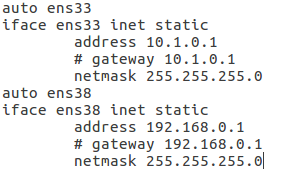 auto ens33
iface ens33 inet static
        address 10.1.0.1
        # gateway 10.1.0.1
        netmask 255.255.255.0
auto ens38
iface ens38 inet static
        address 192.168.0.1
        # gateway 192.168.0.1
        netmask 255.255.255.0